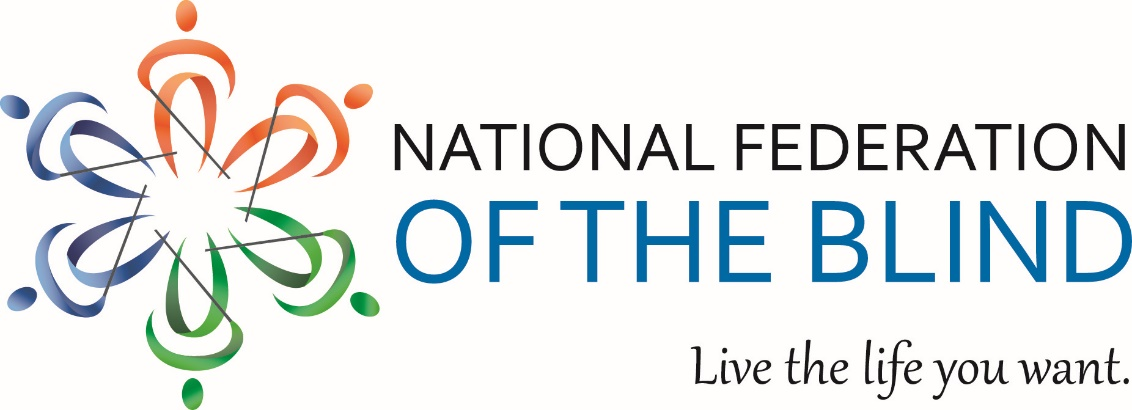 NATIONAL FEDERATION
OF THE BLIND
Live the life you want.